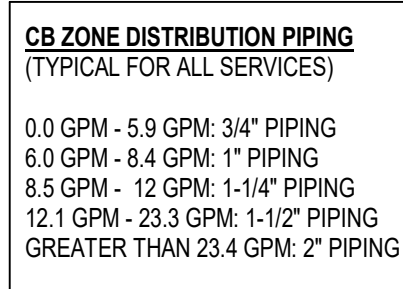 CB ZONE DISTRIBUTION PIPING
(TYPICAL FOR ALL SERVICES)
0.0 GPM - 5.9 GPM: 3/4" PIPING
6.0 GPM - 8.4 GPM: 1" PIPING
8.5 GPM - 12 GPM: 1-1/4" PIPING
12.1 GPM - 23.3 GPM: 1-1/2" PIPING
GREATER THAN 23.4 GPM: 2" PIPING